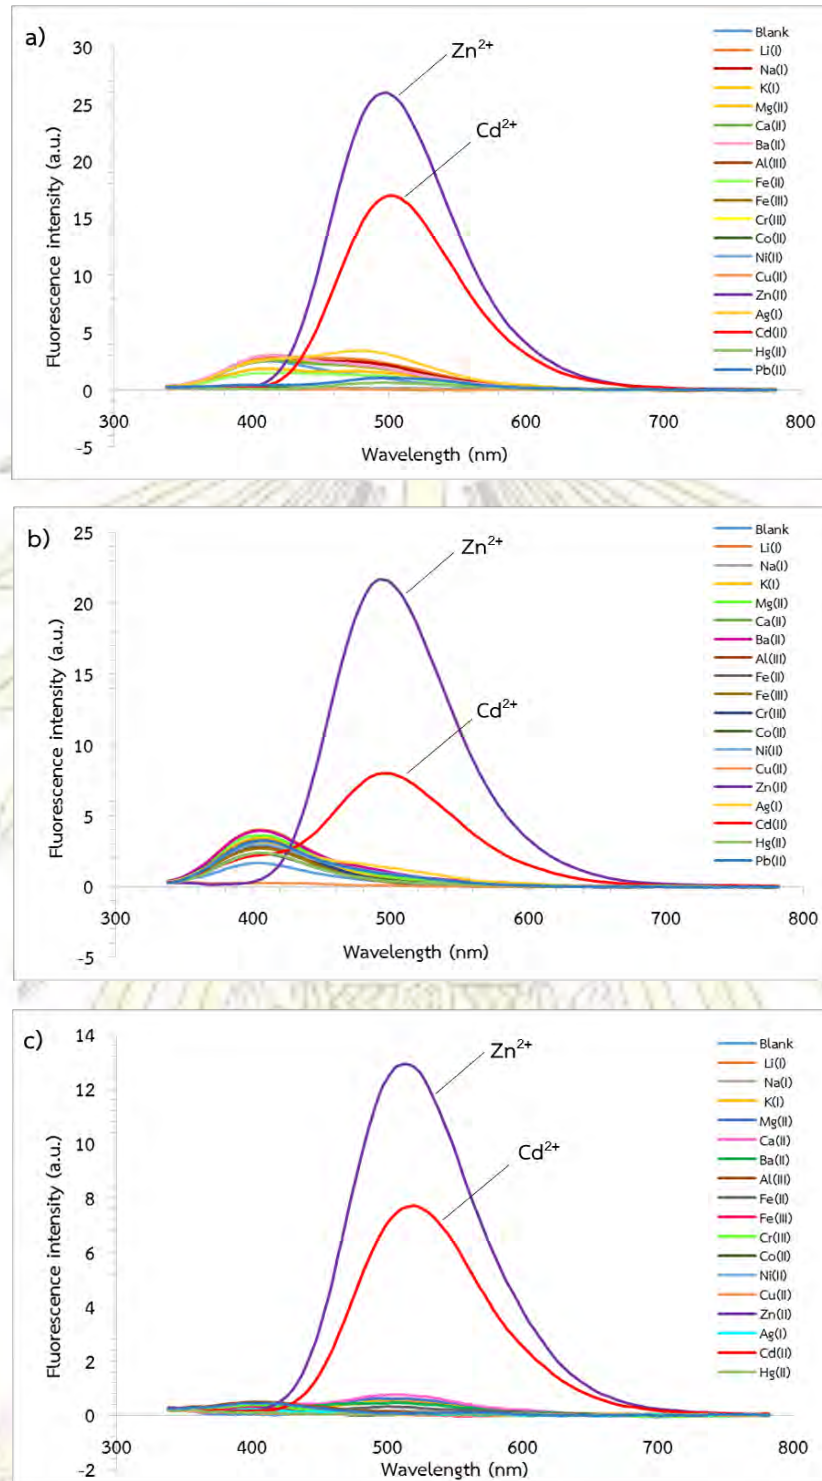 a)
30
25
20
15
10
5
0
-5
300 400 500 600 700 800
Fluorescence intensity (a.u.)
Wavelength (nm)
Zn2+
Cd2+
Blank
Li(I)
Na(I)
K(I)
Mg(II)
Ca(II)
Ba(II)
Al(III)
Fe(II)
Fe(III)
Cr(III)
Co(II)
Ni(II)
Cu(II)
Zn(II)
Ag(I)
Cd(II)
Hg(II)
Pb(II)
b)
25
20
15
10
5
0
-5
300 400 500 600 700 800
Fluorescence intensity (a.u.)
Wavelength (nm)
Zn2+
Cd2+
Blank
Li(I)
Na(I)
K(I)
Mg(II)
Ca(II)
Ba(II)
Al(III)
Fe(II)
Fe(III)
Cr(III)
Co(II)
Ni(II)
Cu(II)
Zn(II)
Ag(I)
Cd(II)
Hg(II)
Pb(II)
c)
14
12
10
8
6
4
2
0
-2
300 400 500 600 700 800
Fluorescence intensity (a.u.)
Wavelength (nm)
Zn2+
Cd2+
Blank
Li(I)
Na(I)
K(I)
Mg(II)
Ca(II)
Ba(II)
Al(III)
Fe(II)
Fe(III)
Cr(III)
Co(II)
Ni(II)
Cu(II)
Zn(II)
Ag(I)
Cd(II)
Hg(II)